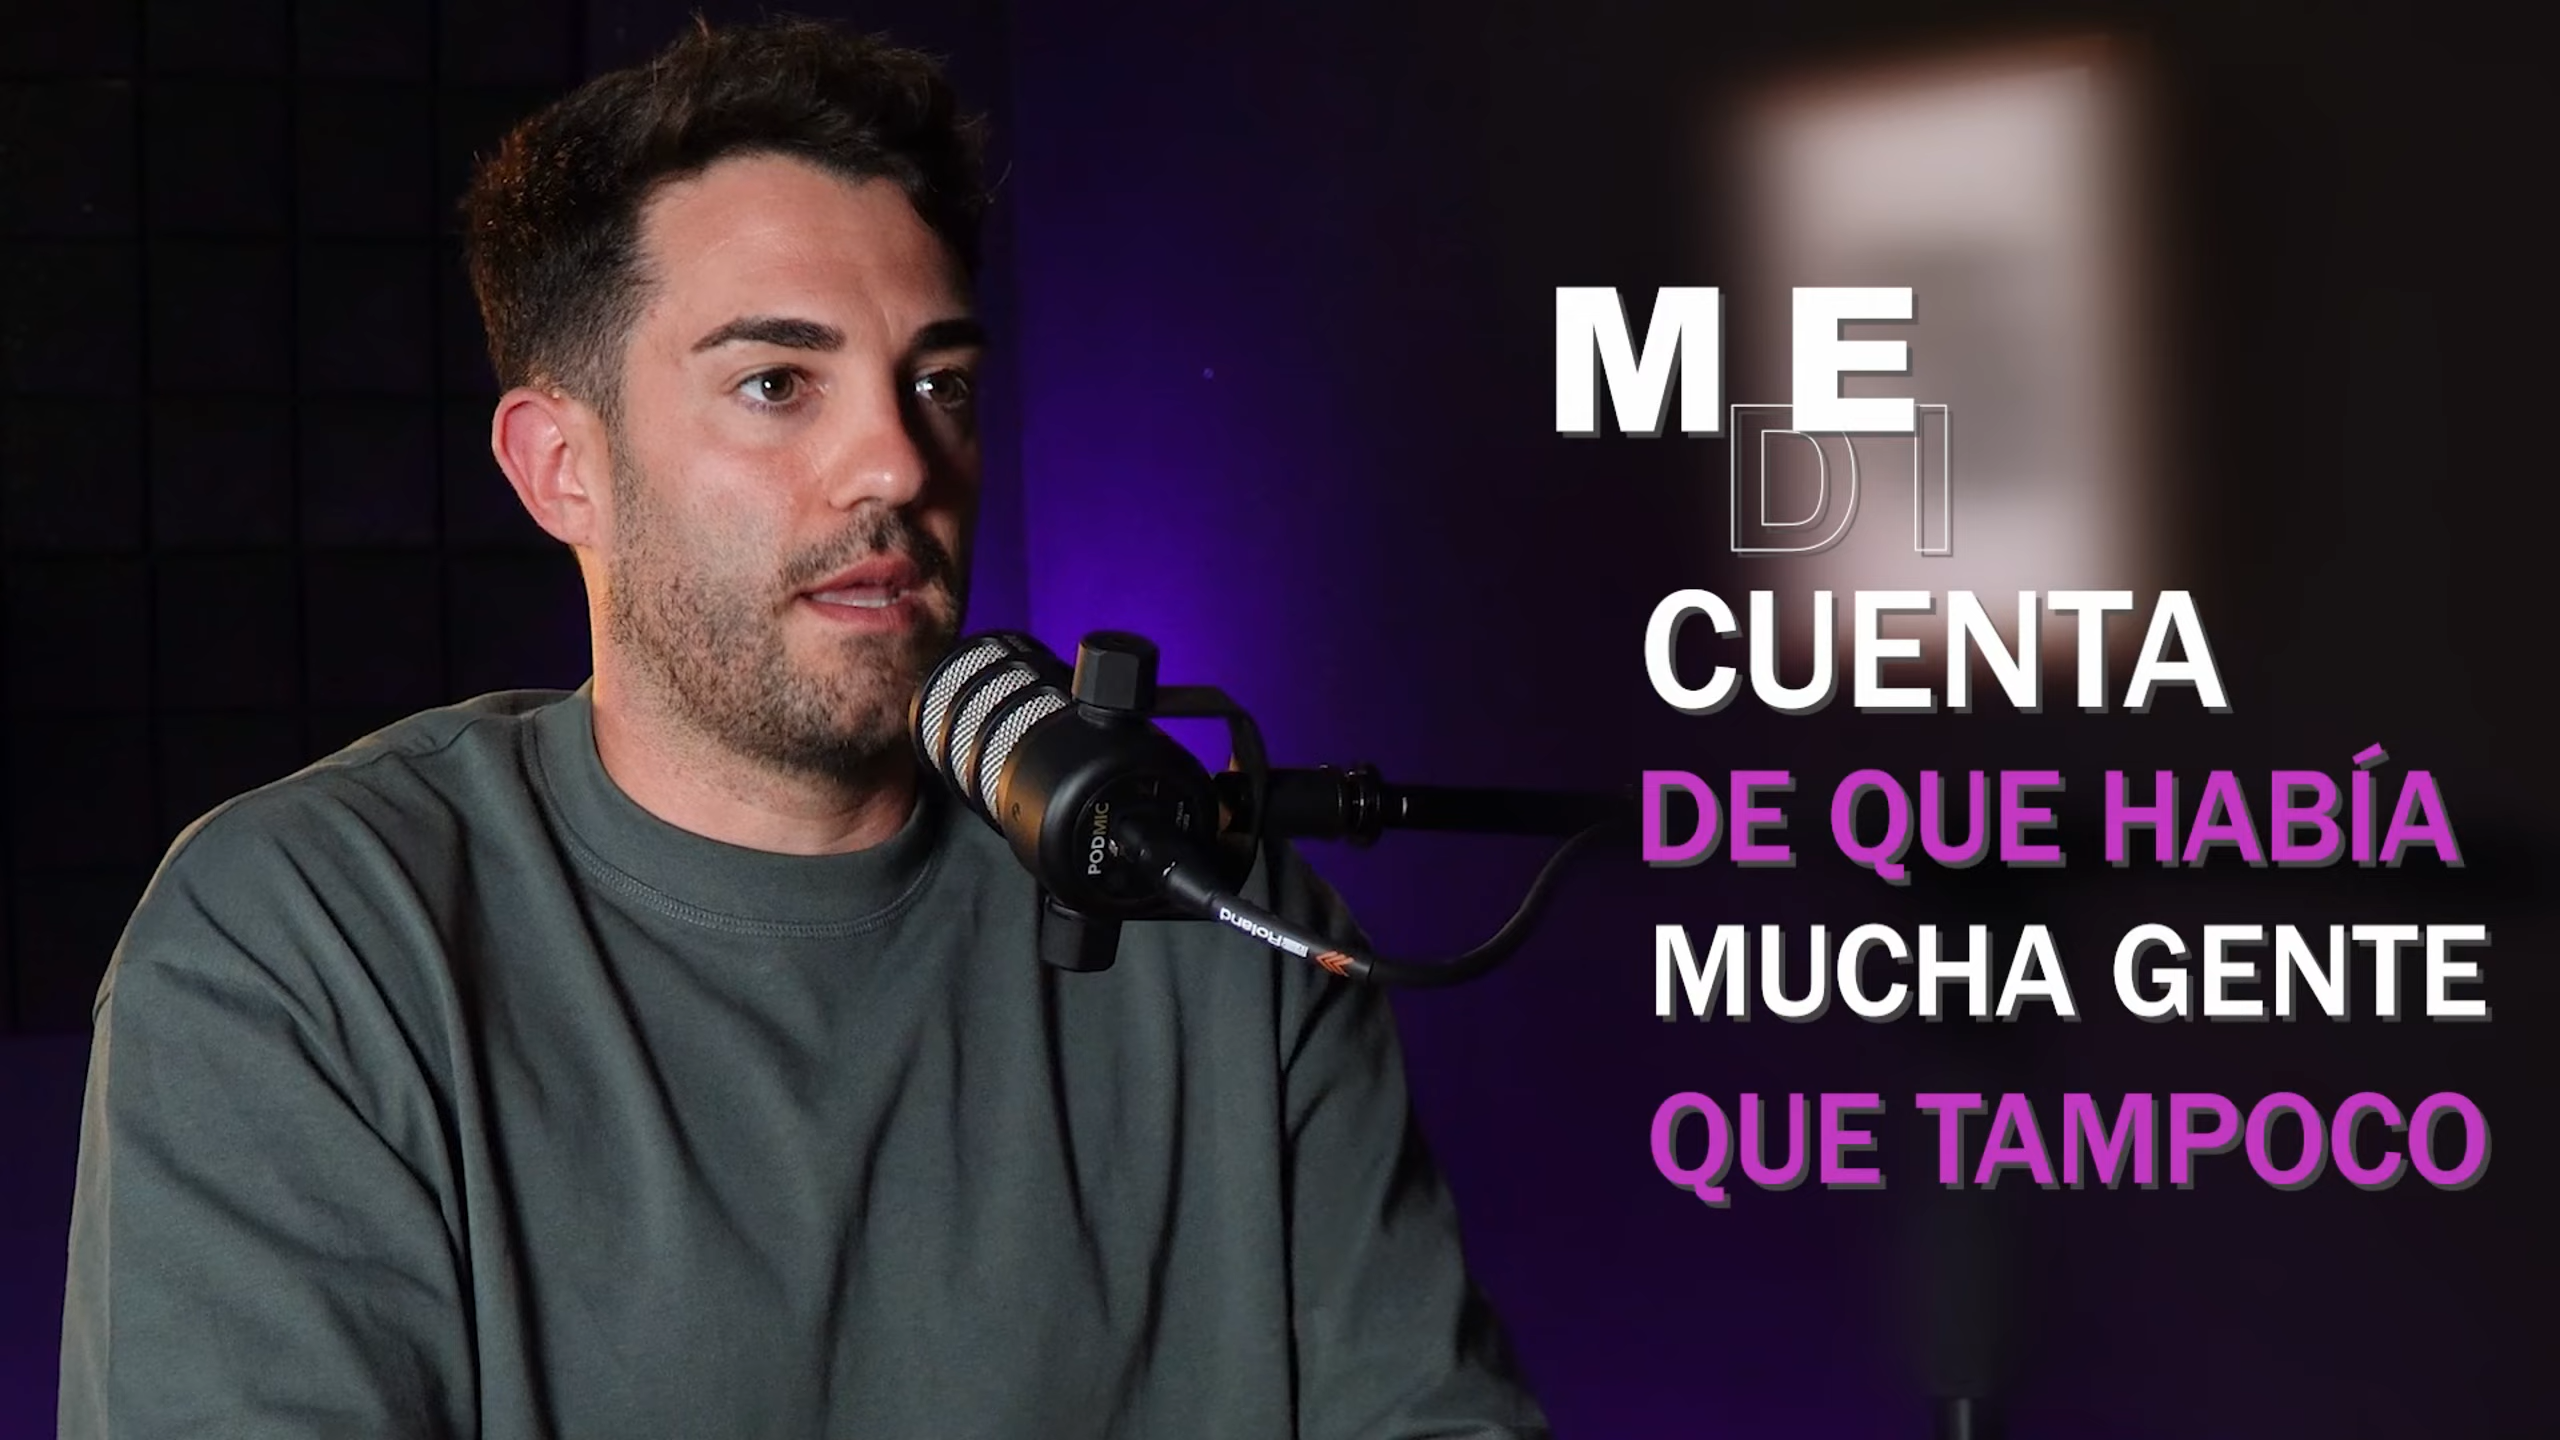 ME
DI
CUENTA
DE QUE HABÍA
MUCHA GENTE
QUE TAMPOCO
PODMIC
Roland